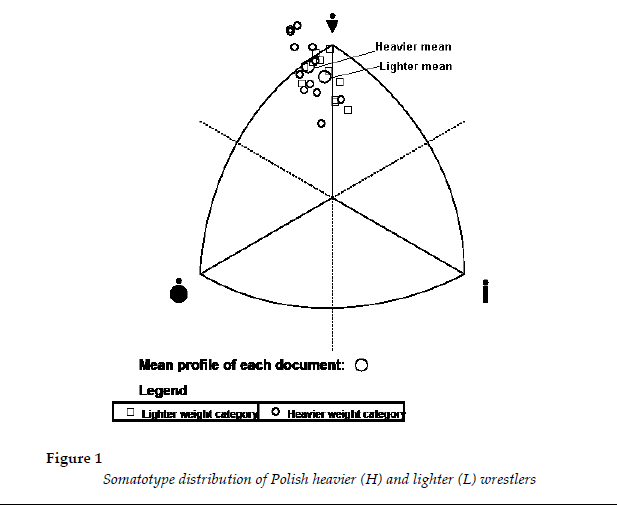 Heavier mean
Lighter mean
Mean profile of each document:
Legend
Lighter weight category
Heavier weight category
Figure 1
Somatotype distribution of Polish heavier (H) and lighter (L) wrestlers